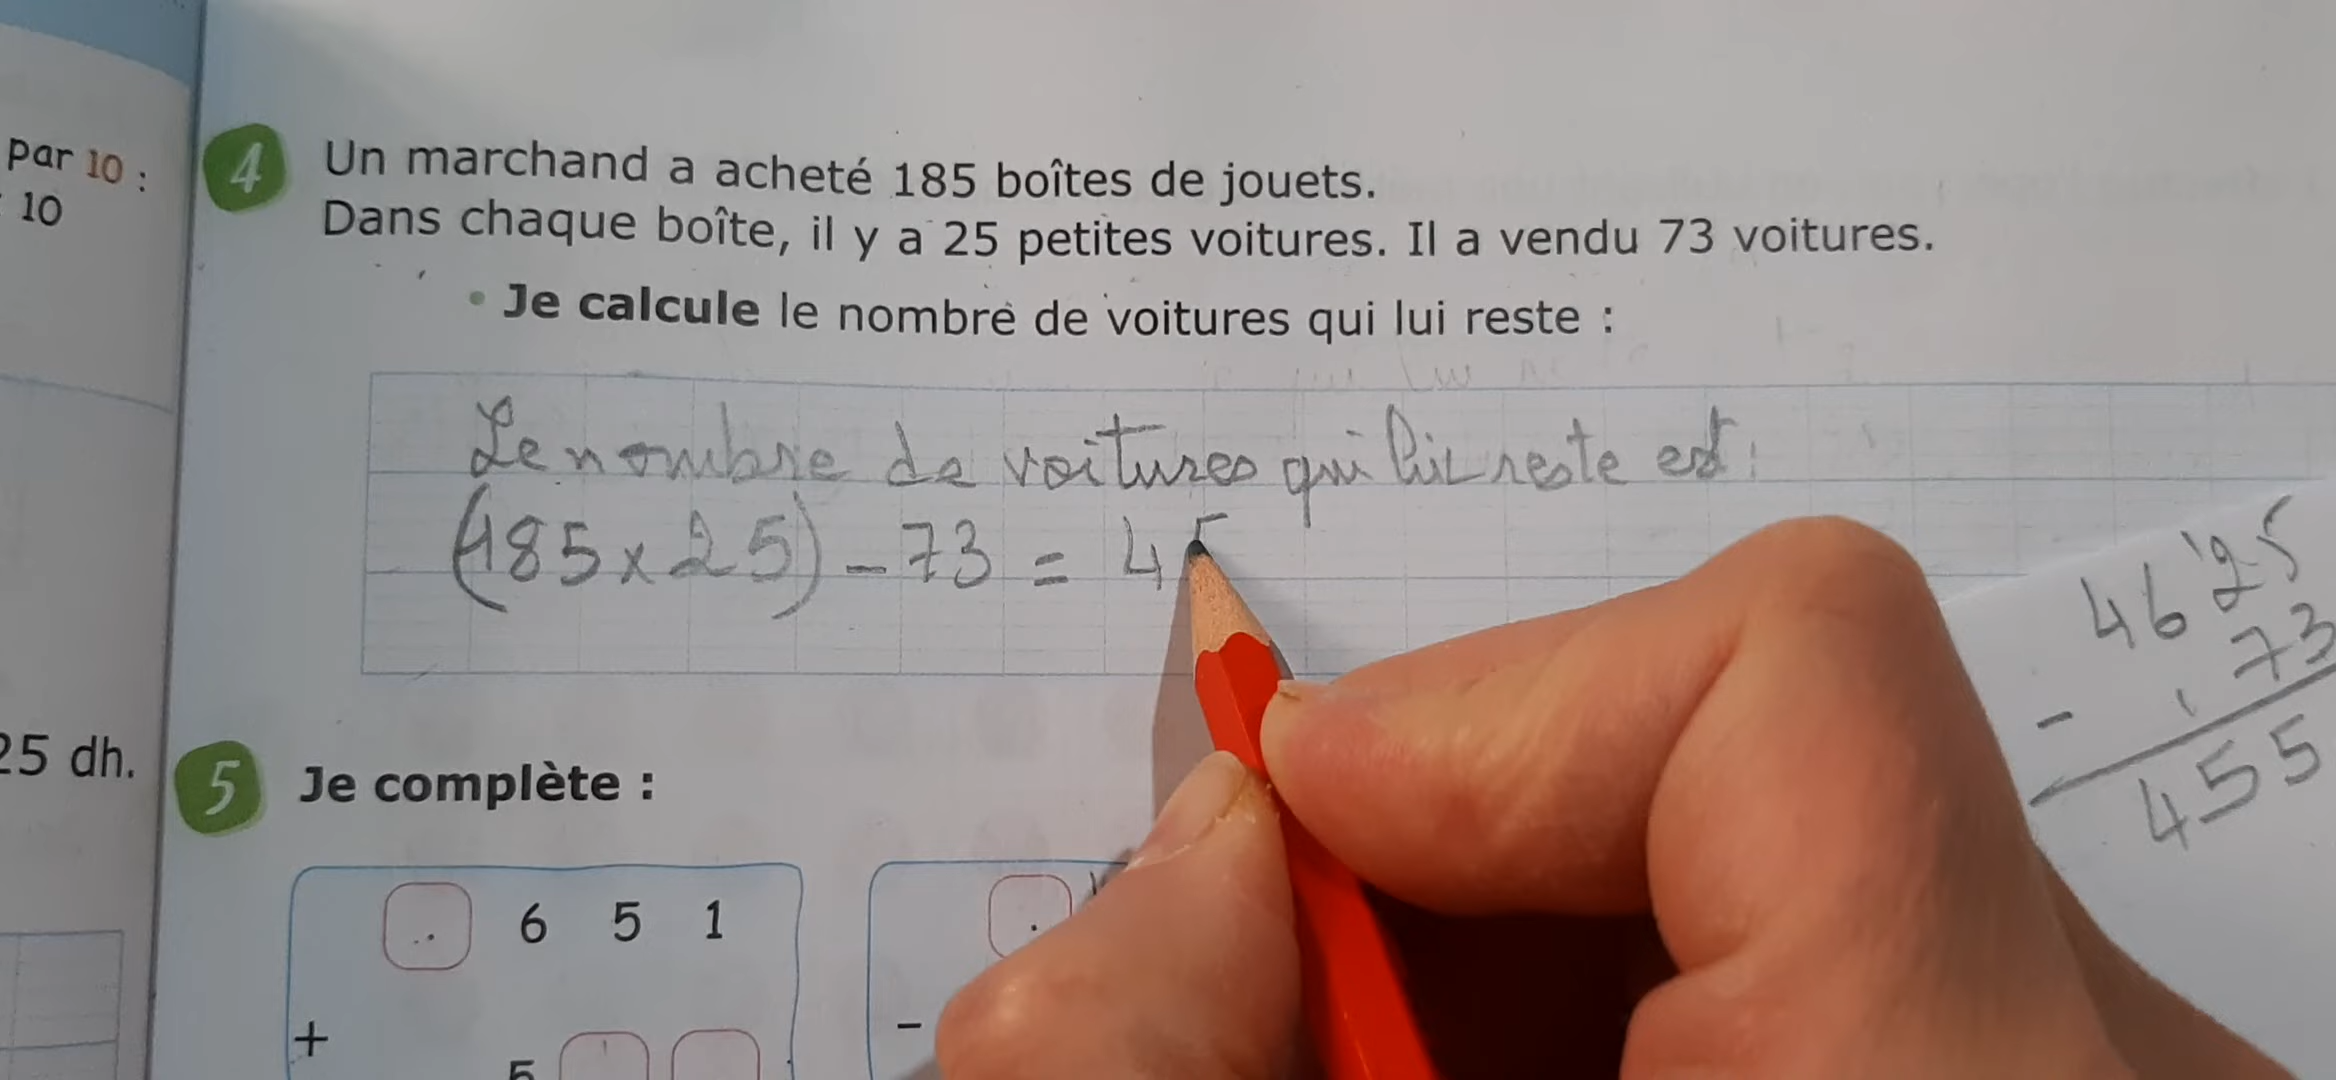 par 10 :
10
25 dh.
4 Un marchand a acheté 185 boîtes de jouets.
Dans chaque boîte, il y a 25 petites voitures. Il a vendu 73 voitures.
• Je calcule le nombre de voitures qui lui reste :
Le nombre de voitures qui lui reste est :
(185 x 25) - 73 = 45
4625
- 73
455
5 Je complète :
.. 6 5 1
+ 5
.
-